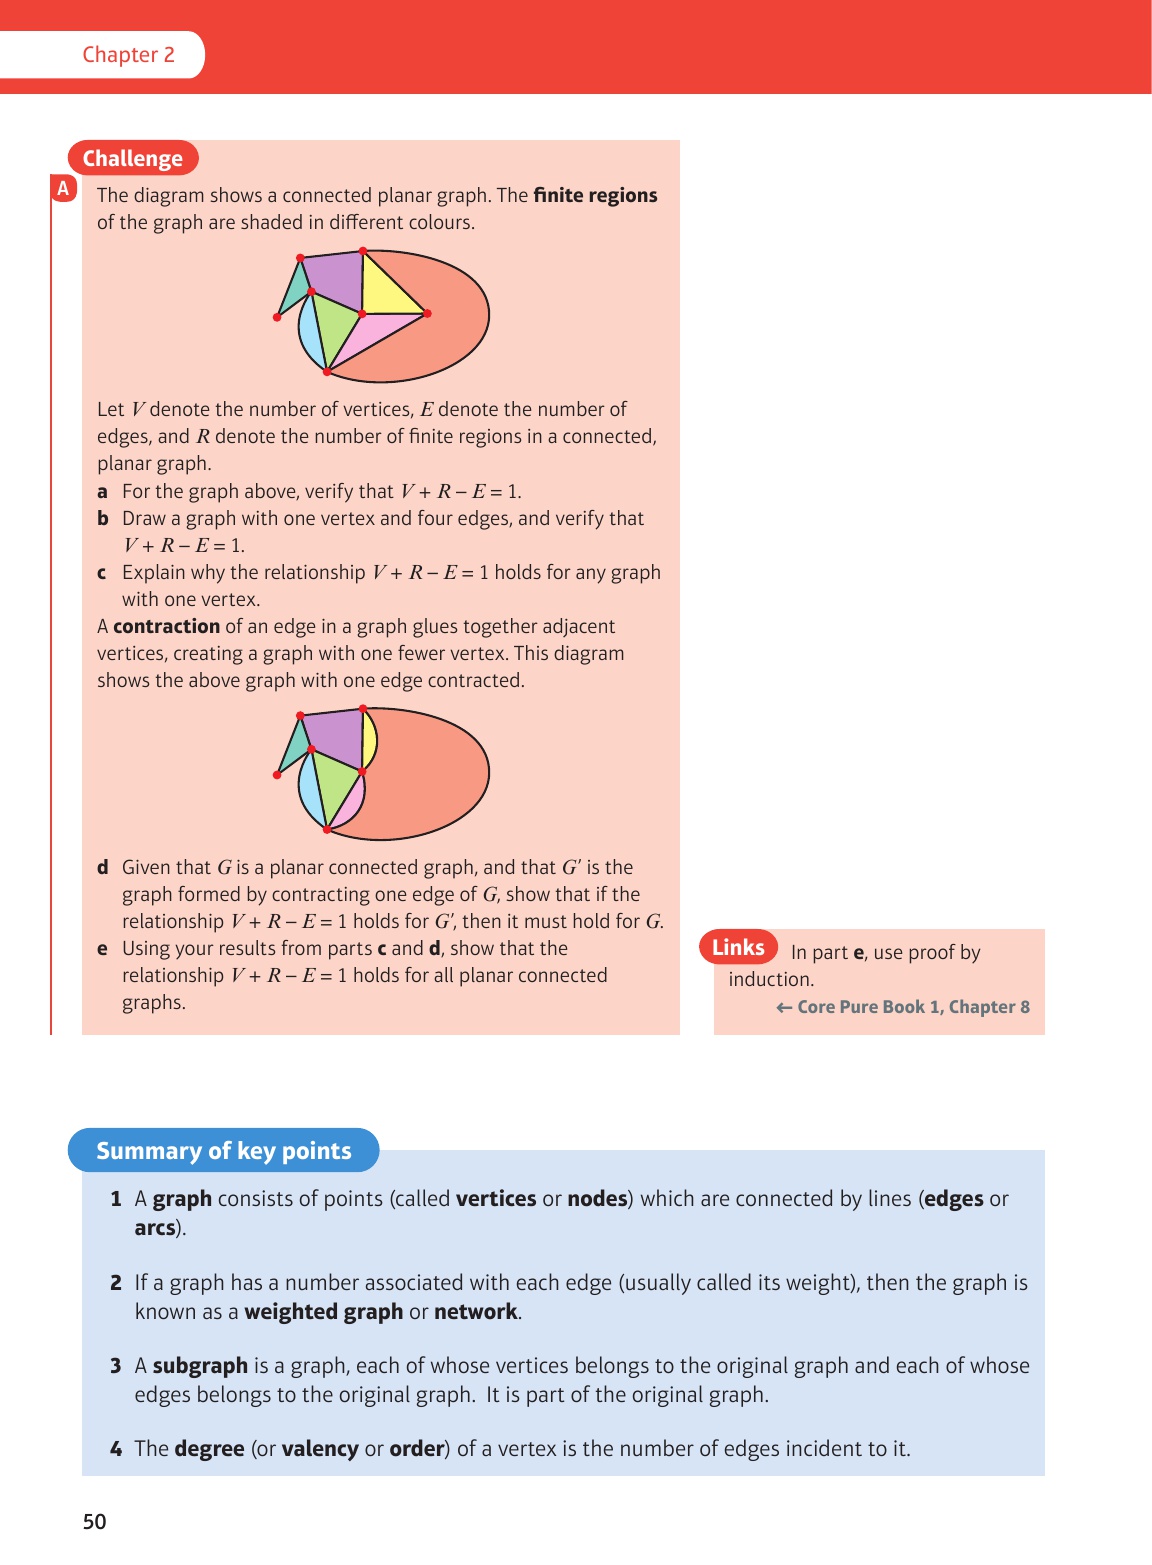 Chapter 2
Challenge
A
The diagram shows a connected planar graph. The finite regions
of the graph are shaded in different colours.
Let V denote the number of vertices, E denote the number of
edges, and R denote the number of finite regions in a connected,
planar graph.
a For the graph above, verify that V + R – E = 1.
b Draw a graph with one vertex and four edges, and verify that
V + R – E = 1.
c Explain why the relationship V + R – E = 1 holds for any graph
with one vertex.
A contraction of an edge in a graph glues together adjacent
vertices, creating a graph with one fewer vertex. This diagram
shows the above graph with one edge contracted.
d Given that G is a planar connected graph, and that G′ is the
graph formed by contracting one edge of G, show that if the
relationship V + R – E = 1 holds for G′, then it must hold for G.
e Using your results from parts c and d, show that the
relationship V + R – E = 1 holds for all planar connected
graphs.
Links In part e, use proof by
induction.
← Core Pure Book 1, Chapter 8
Summary of key points
1 A graph consists of points (called vertices or nodes) which are connected by lines (edges or
arcs).
2 If a graph has a number associated with each edge (usually called its weight), then the graph is
known as a weighted graph or network.
3 A subgraph is a graph, each of whose vertices belongs to the original graph and each of whose
edges belongs to the original graph. It is part of the original graph.
4 The degree (or valency or order) of a vertex is the number of edges incident to it.
50